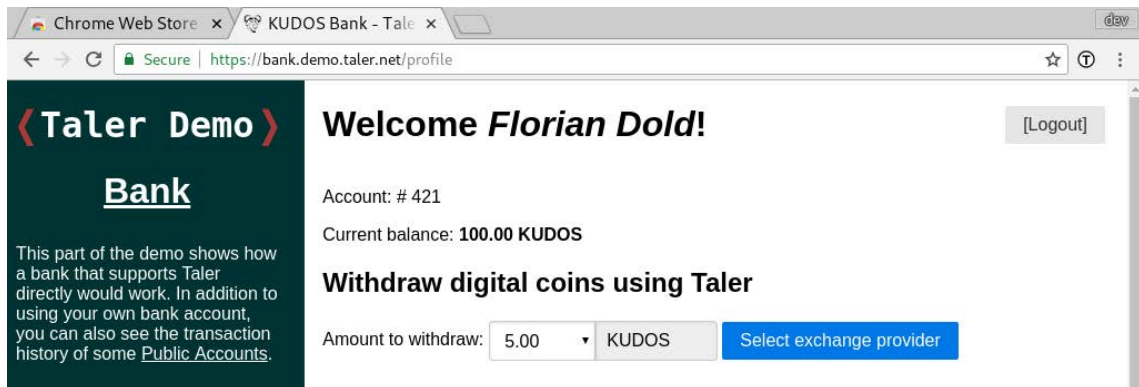 Chrome Web Store
KUDOS Bank - Tale
dev
Secure
https://bank.demo.taler.net/profile
❬Taler Demo❭
Bank
This part of the demo shows how
a bank that supports Taler
directly would work. In addition to
using your own bank account,
you can also see the transaction
history of some Public Accounts.
Welcome Florian Dold!
[Logout]
Account: # 421
Current balance: 100.00 KUDOS
Withdraw digital coins using Taler
Amount to withdraw: 5.00 KUDOS Select exchange provider